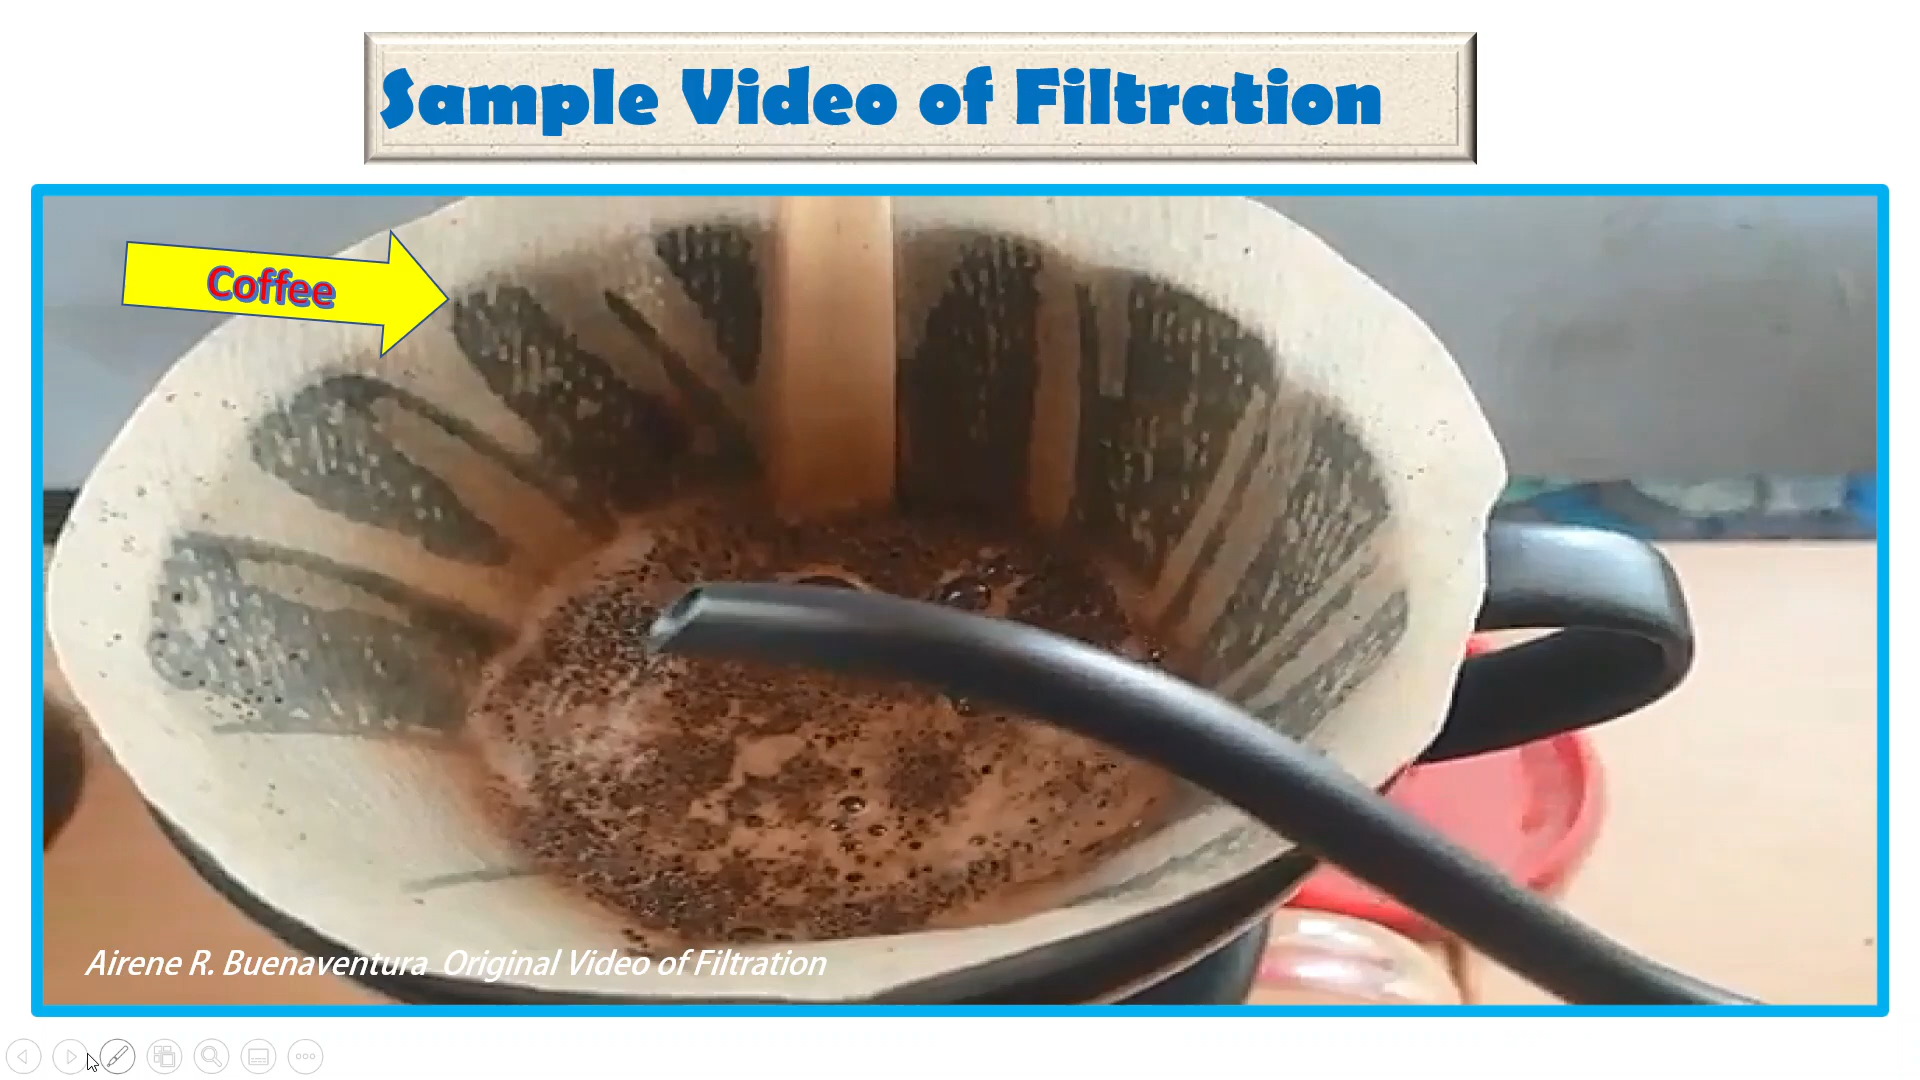 Sample Video of Filtration
Coffee
Airene R. Buenaventura Original Video of Filtration